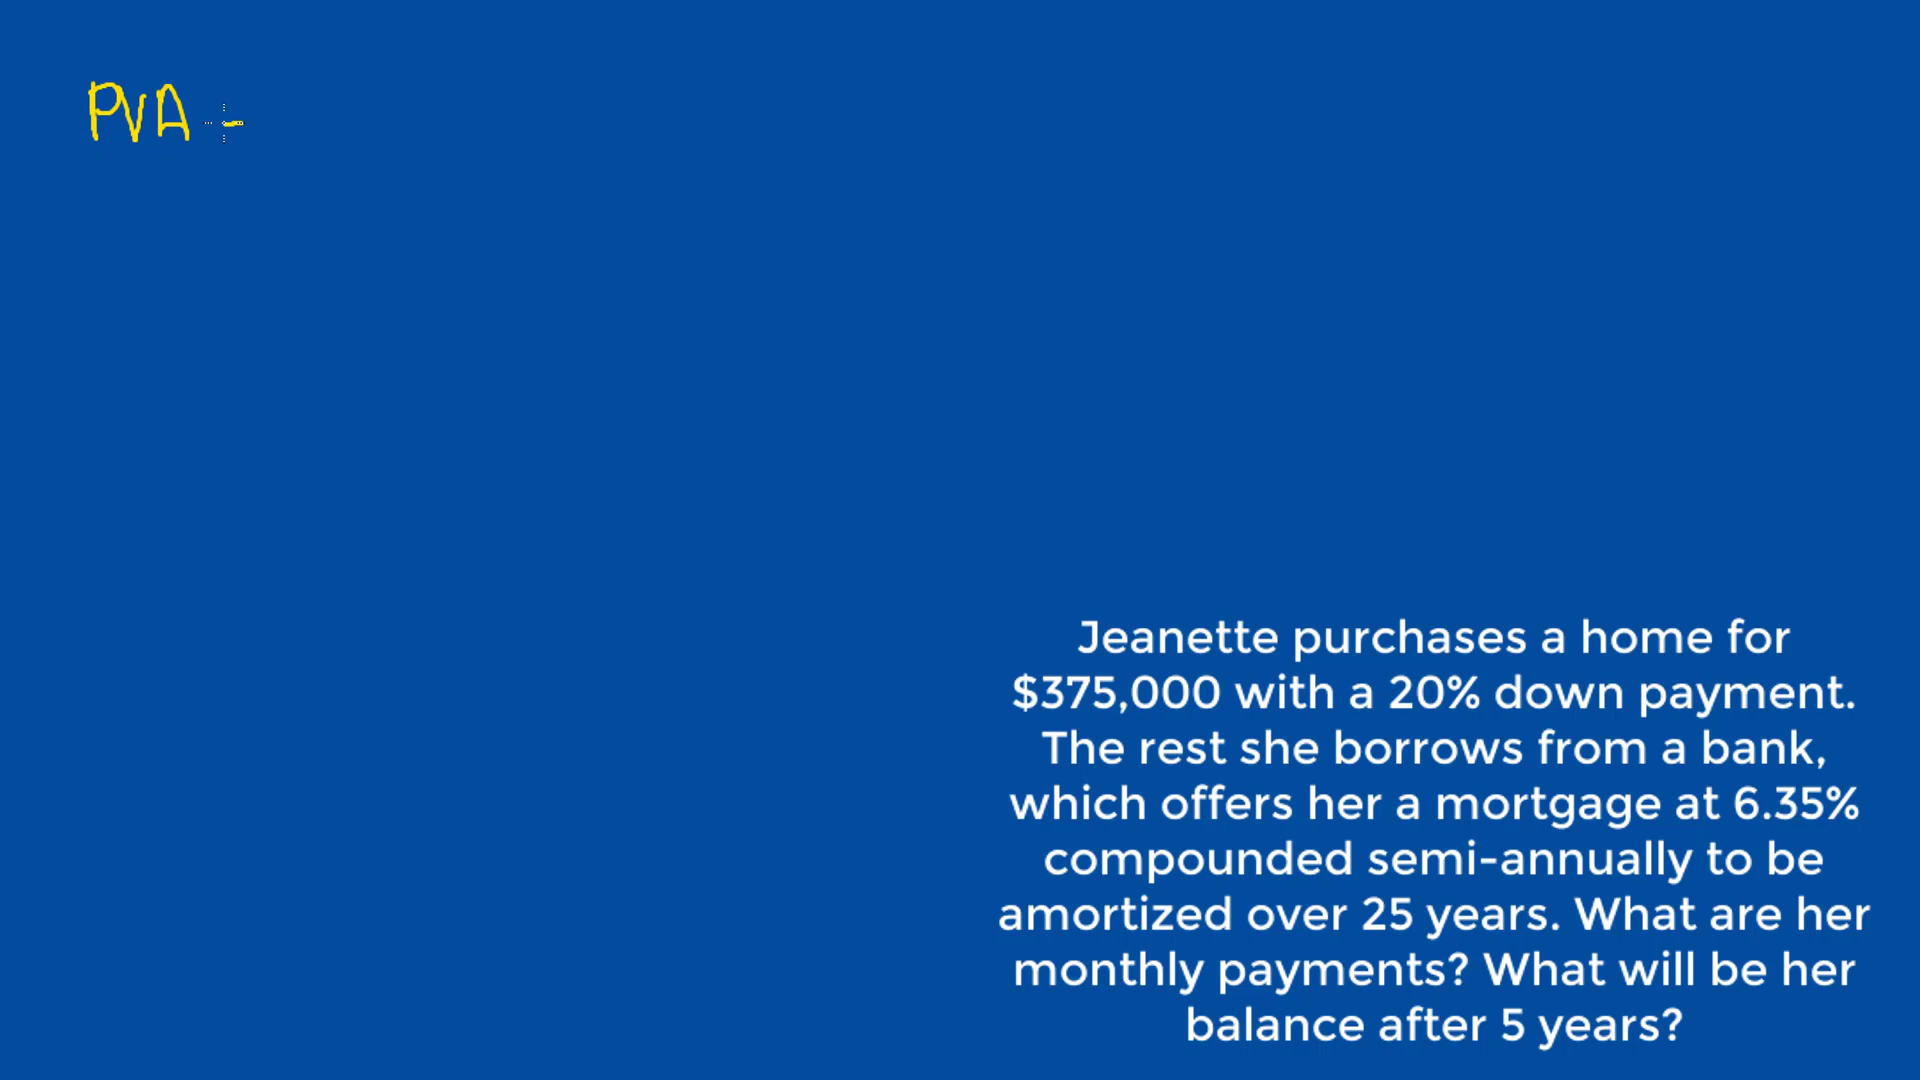 PVA -
Jeanette purchases a home for
$375,000 with a 20% down payment.
The rest she borrows from a bank,
which offers her a mortgage at 6.35%
compounded semi-annually to be
amortized over 25 years. What are her
monthly payments? What will be her
balance after 5 years?